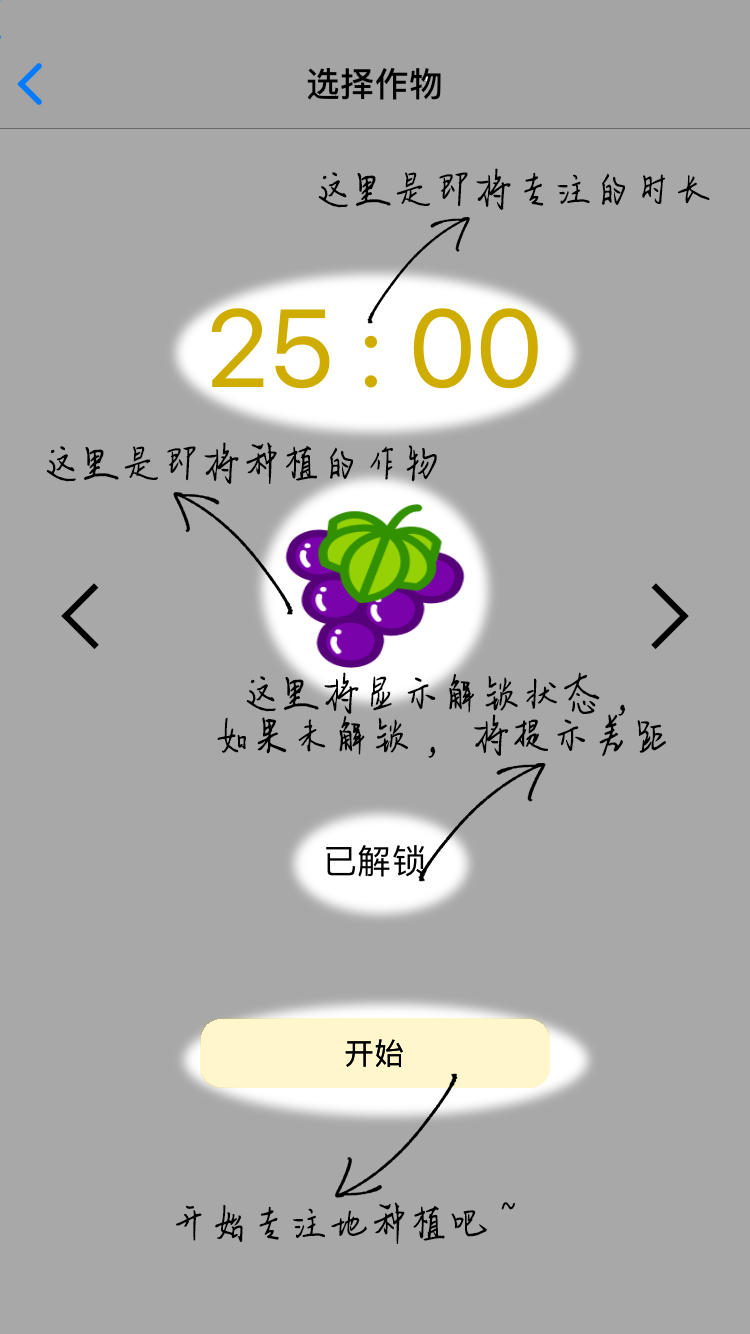 选择作物
这里是即将专注的时长
25:00
这里是即将种植的作物
这里将显示解锁状态，
如果未解锁，将提示差距
已解锁
开始
开始专注地种植吧~